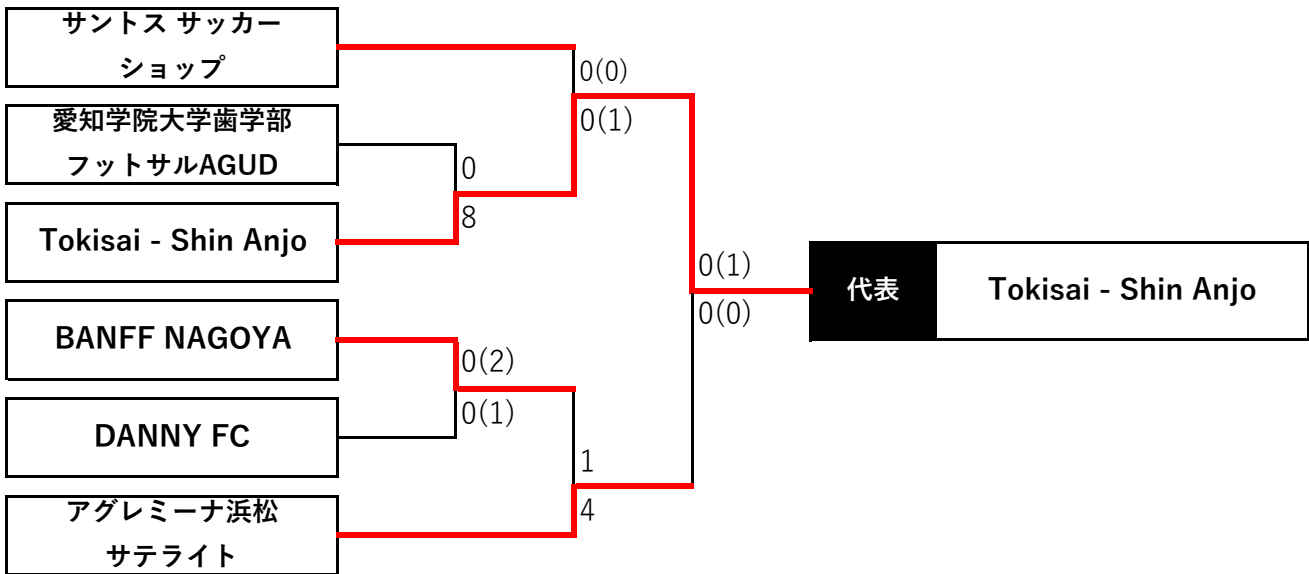 サントス サッカー
ショップ
0(0)
0(1)
愛知学院大学歯学部
フットサルAGUD
0
8
Tokisai - Shin Anjo
0(1)
0(0)
代表
Tokisai - Shin Anjo
BANFF NAGOYA
0(2)
0(1)
DANNY FC
1
4
アグレミーナ浜松
サテライト